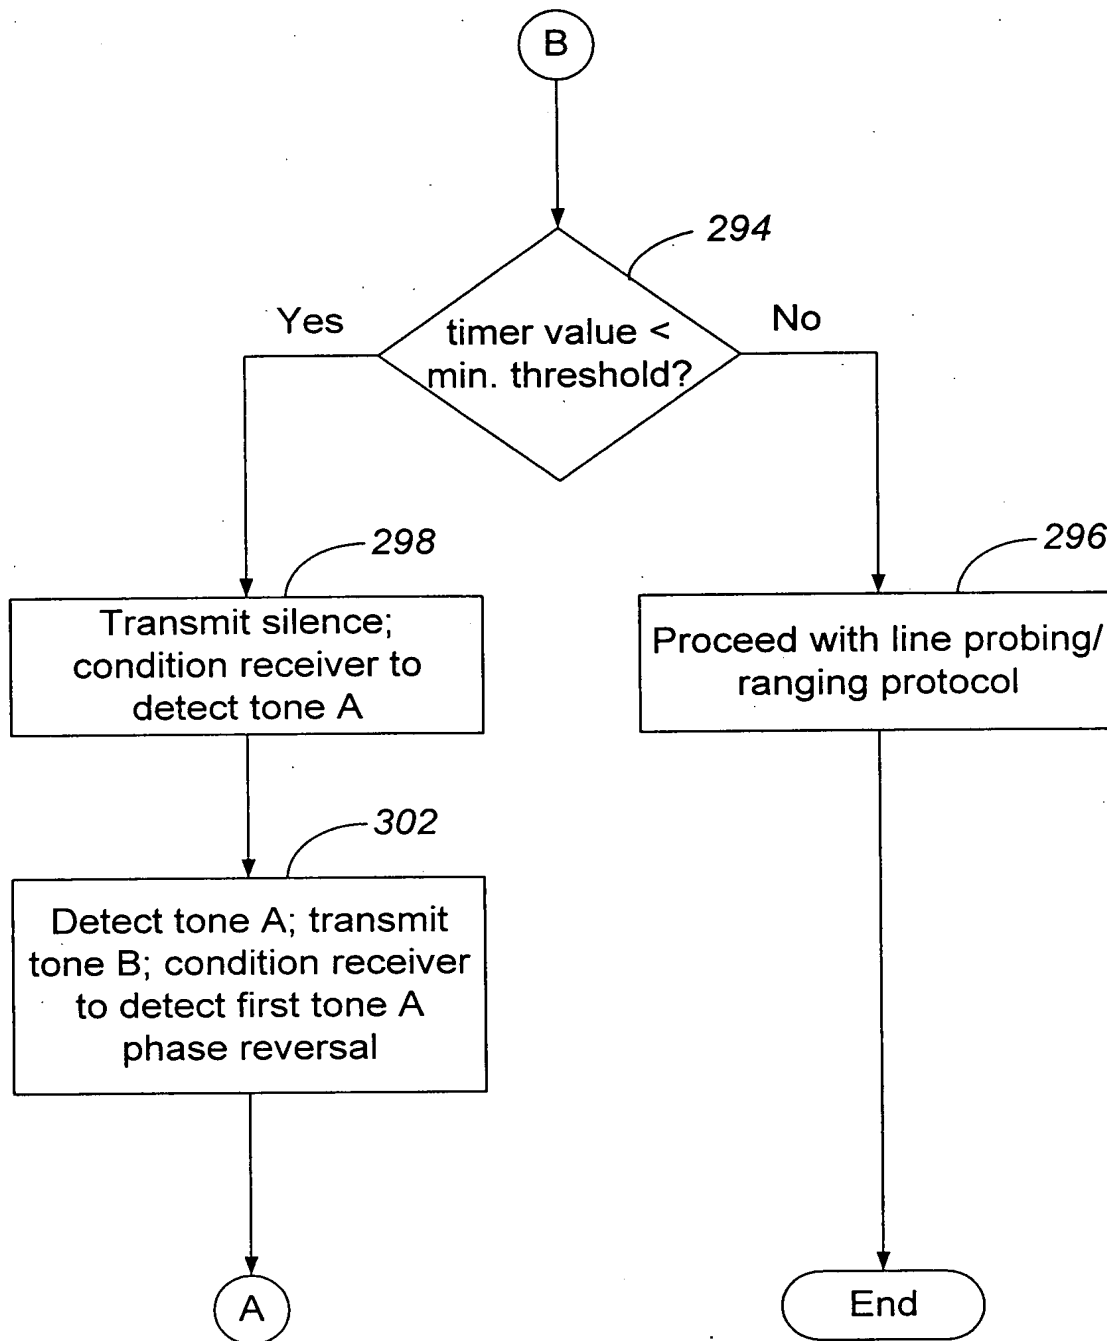 B
294
Yes
No
timer value <
min. threshold?
298
296
Transmit silence;
condition receiver to
detect tone A
Proceed with line probing/
ranging protocol
302
Detect tone A; transmit
tone B; condition receiver
to detect first tone A
phase reversal
A
End